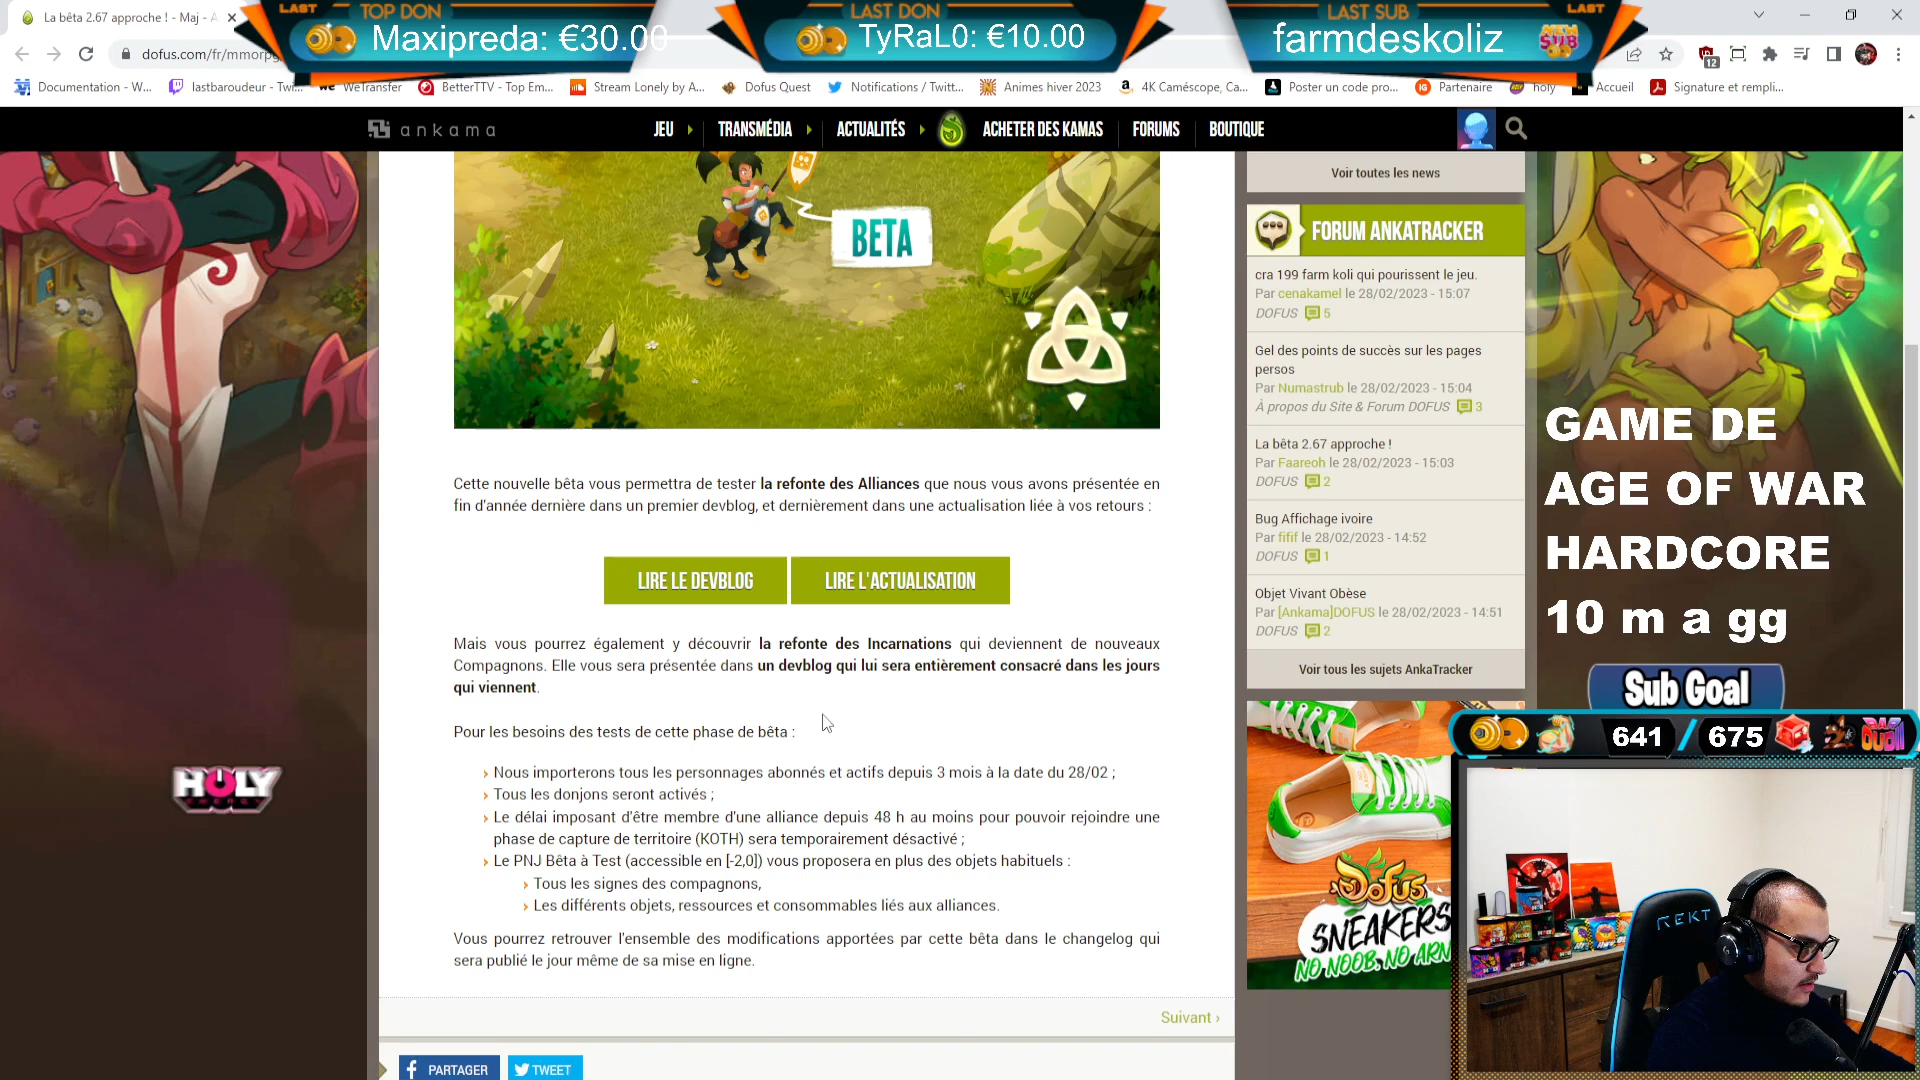 La bêta 2.67 approche ! - Maj - A
LAST TOP DON
Maxipreda: €30.00
LAST DON
TyRaL0: €10.00
LAST SUB LAST
farmdeskoliz
NEW SUB
dofus.com/fr/mmorpg
12
Documentation - W...
lastbaroudeur - Twi...
we WeTransfer
BetterTTV - Top Em...
Stream Lonely by A...
Dofus Quest
Notifications / Twitt...
Animes hiver 2023
4K Caméscope, Ca...
Poster un code pro...
Partenaire
holy
Accueil
Signature et rempli...
ankama
JEU
TRANSMÉDIA
ACTUALITÉS
ACHETER DES KAMAS
FORUMS
BOUTIQUE
BETA
Cette nouvelle bêta vous permettra de tester la refonte des Alliances que nous vous avons présentée en
fin d'année dernière dans un premier devblog, et dernièrement dans une actualisation liée à vos retours :
LIRE LE DEVBLOG
LIRE L'ACTUALISATION
Mais vous pourrez également y découvrir la refonte des Incarnations qui deviennent de nouveaux
Compagnons. Elle vous sera présentée dans un devblog qui lui sera entièrement consacré dans les jours
qui viennent.
Pour les besoins des tests de cette phase de bêta :
Nous importerons tous les personnages abonnés et actifs depuis 3 mois à la date du 28/02 ;
Tous les donjons seront activés ;
Le délai imposant d'être membre d'une alliance depuis 48 h au moins pour pouvoir rejoindre une
phase de capture de territoire (KOTH) sera temporairement désactivé ;
Le PNJ Bêta à Test (accessible en [-2,0]) vous proposera en plus des objets habituels :
Tous les signes des compagnons,
Les différents objets, ressources et consommables liés aux alliances.
Vous pourrez retrouver l'ensemble des modifications apportées par cette bêta dans le changelog qui
sera publié le jour même de sa mise en ligne.
Suivant ›
PARTAGER
TWEET
Voir toutes les news
FORUM ANKATRACKER
cra 199 farm koli qui pourissent le jeu.
Par cenakamel le 28/02/2023 - 15:07
DOFUS 5
Gel des points de succès sur les pages
persos
Par Numastrub le 28/02/2023 - 15:04
À propos du Site & Forum DOFUS 3
La bêta 2.67 approche !
Par Faareoh le 28/02/2023 - 15:03
DOFUS 2
Bug Affichage ivoire
Par fifif le 28/02/2023 - 14:52
DOFUS 1
Objet Vivant Obèse
Par [Ankama]DOFUS le 28/02/2023 - 14:51
DOFUS 2
Voir tous les sujets AnkaTracker
DOFUS
SNEAKERS
NO NOOB. NO ARN
HOLY
ENERGY
GAME DE
AGE OF WAR
HARDCORE
10 m a gg
Sub Goal
641 / 675
REKT